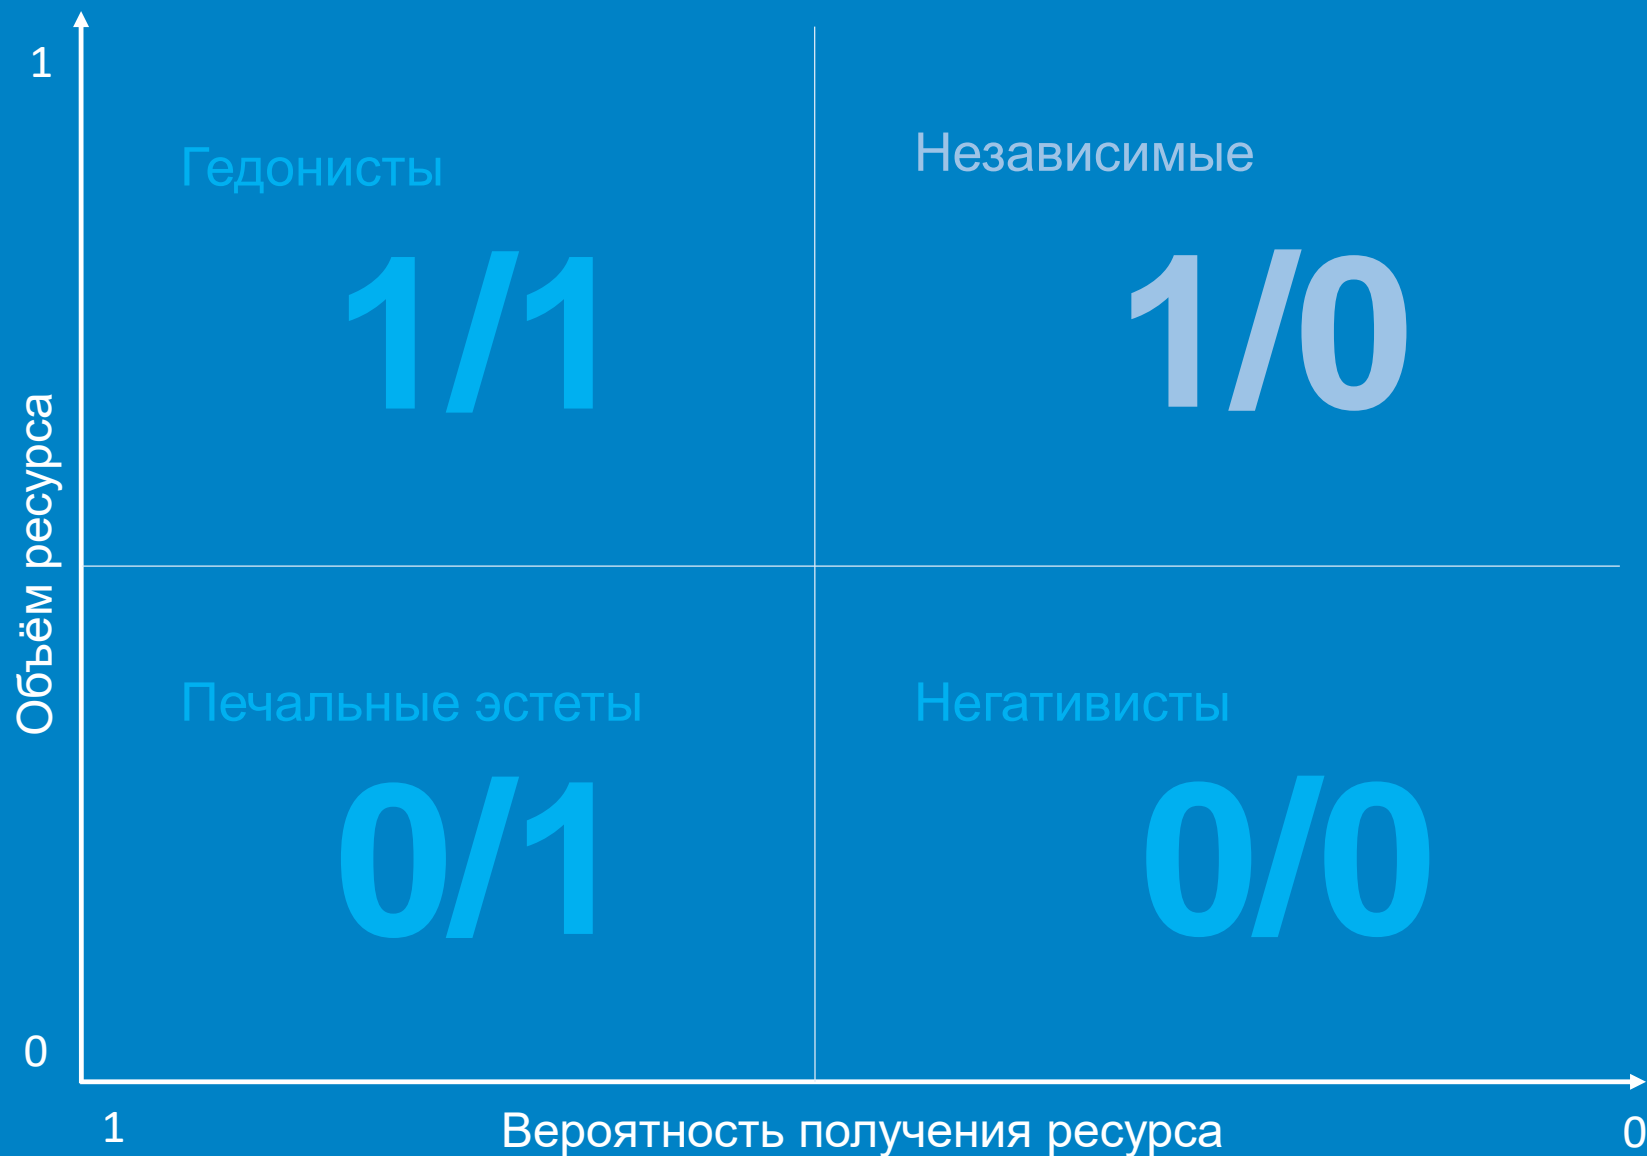 1
Гедонисты
Независимые
1/1
1/0
Объём ресурса
Печальные эстеты
Негативисты
0/1
0/0
0
1
Вероятность получения ресурса
0